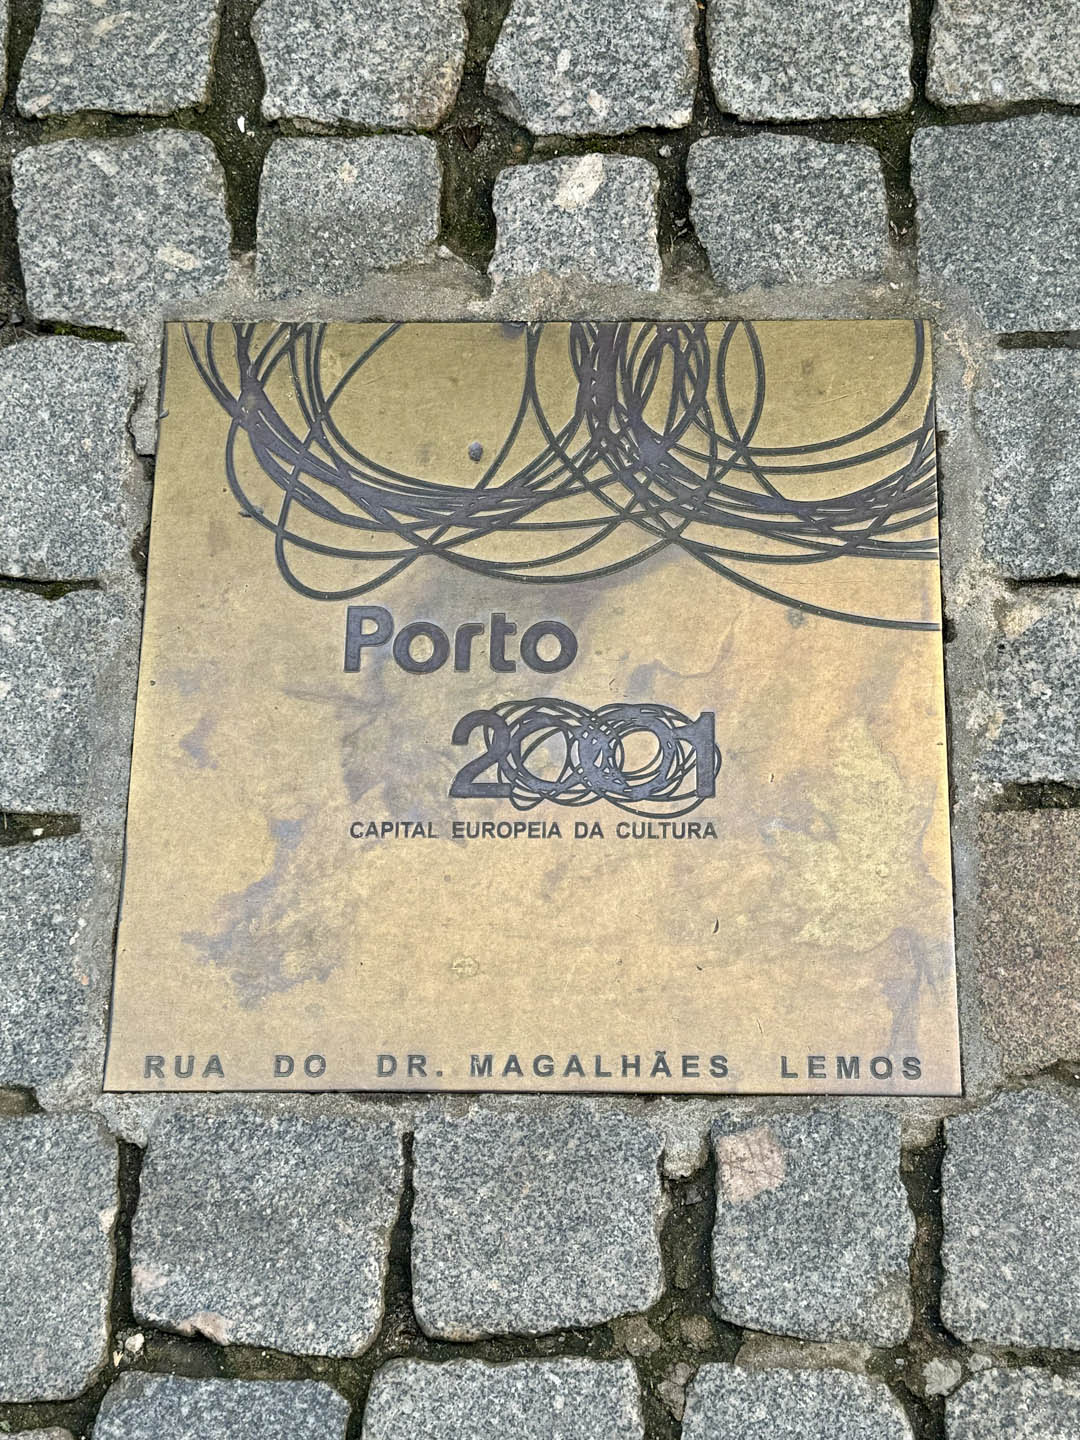 Porto
2001
CAPITAL EUROPEIA DA CULTURA
RUA DO DR. MAGALHÃES LEMOS